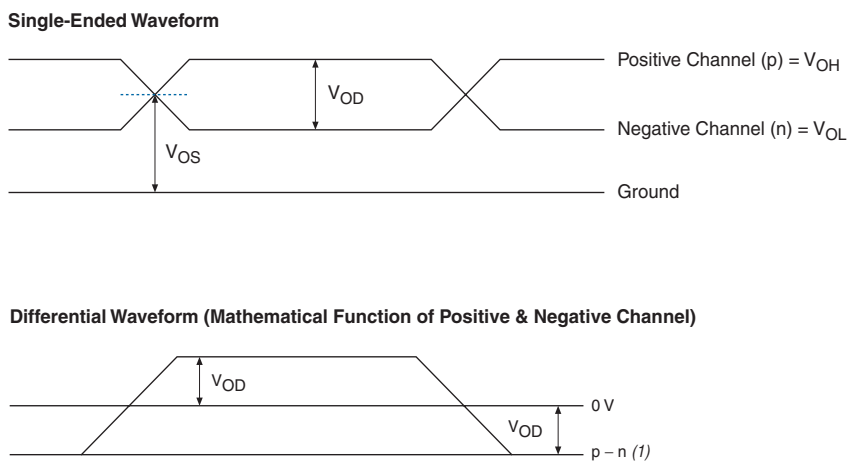 Single-Ended Waveform
Positive Channel (p) = VOH
VOD
Negative Channel (n) = VOL
VOS
Ground
Differential Waveform (Mathematical Function of Positive & Negative Channel)
VOD
0 V
VOD
p − n (1)